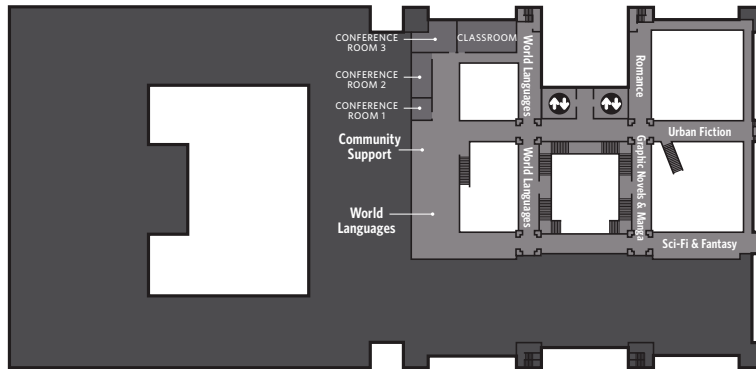 CONFERENCE
ROOM 3
CLASSROOM
CONFERENCE
ROOM 2
CONFERENCE
ROOM 1
Community
Support
World
Languages
World Languages
World Languages
Romance
Graphic Novels & Manga
Urban Fiction
Sci-Fi & Fantasy